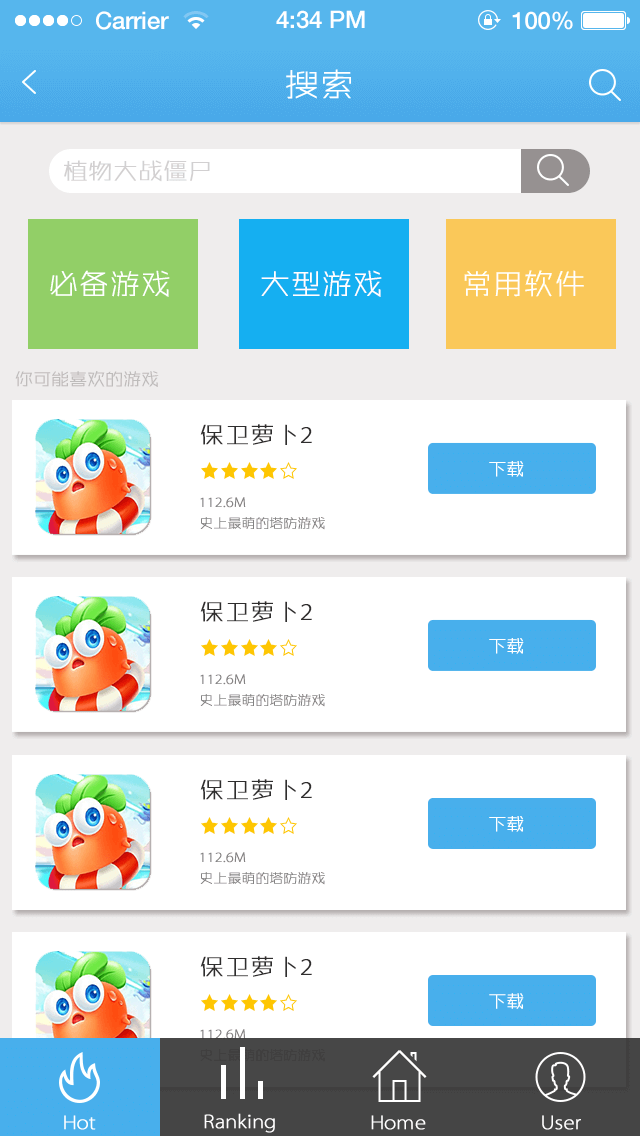 Carrier 4:34 PM 100%
搜索
植物大战僵尸
必备游戏 大型游戏 常用软件
你可能喜欢的游戏
保卫萝卜2
下载
112.6M
史上最萌的塔防游戏
保卫萝卜2
下载
112.6M
史上最萌的塔防游戏
保卫萝卜2
下载
112.6M
史上最萌的塔防游戏
保卫萝卜2
下载
112.6M
史上最萌的塔防游戏
Hot Ranking Home User